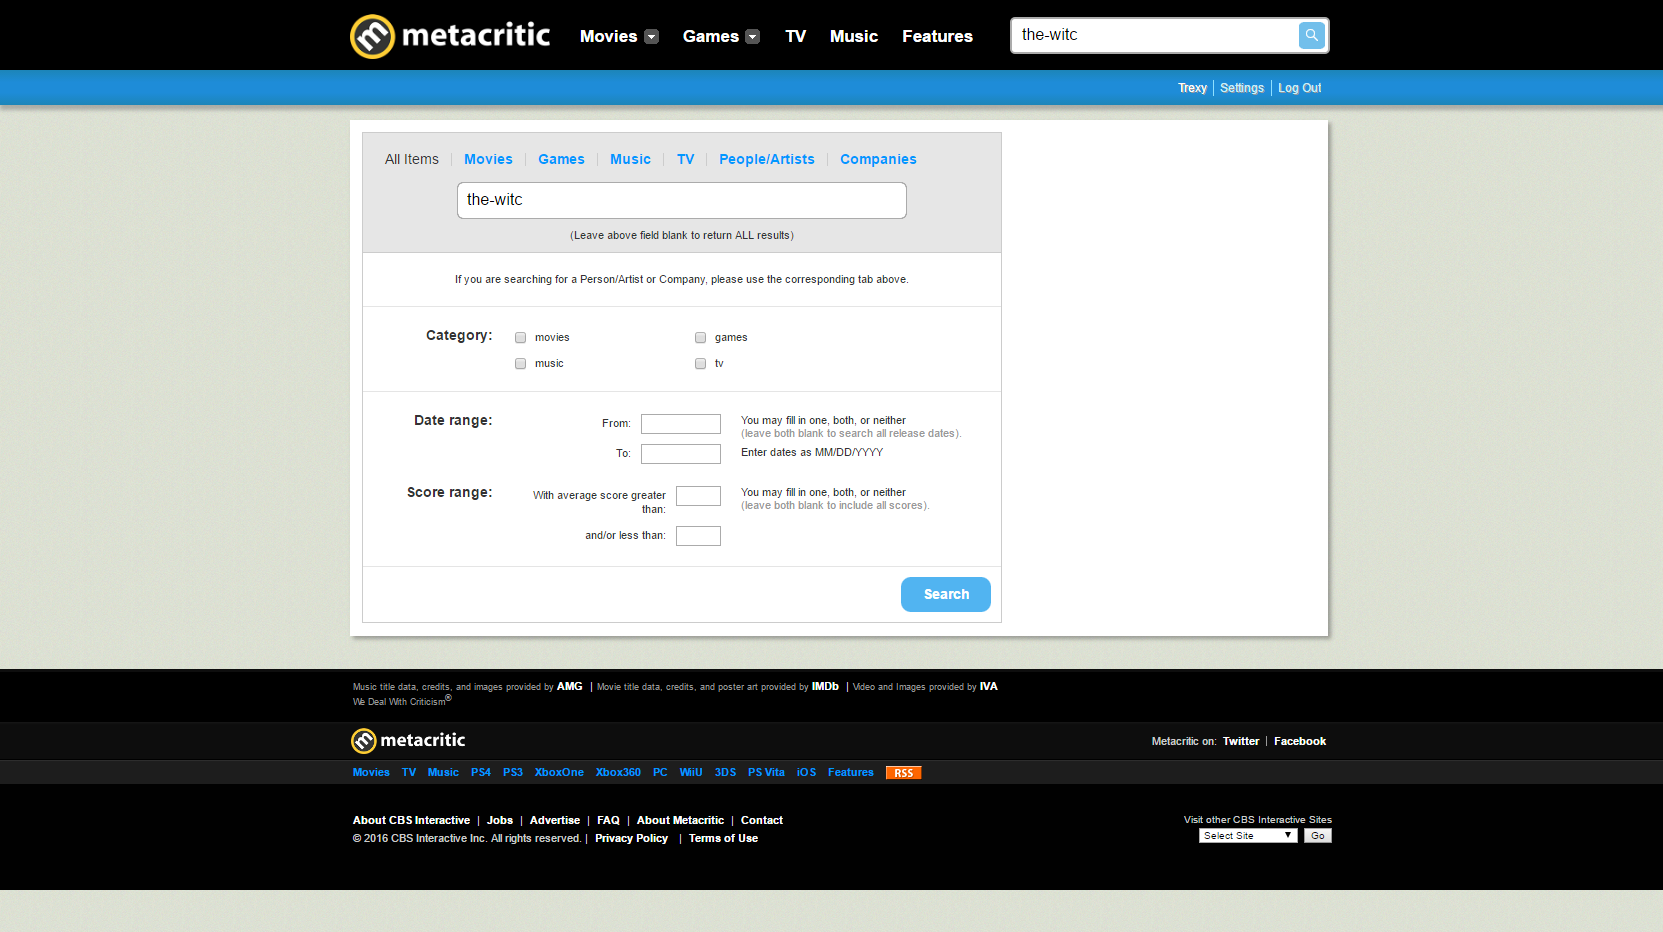 metacritic Movies Games TV Music Features the-witc
Trexy Settings Log Out
All Items Movies Games Music TV People/Artists Companies
the-witc
(Leave above field blank to return ALL results)
If you are searching for a Person/Artist or Company, please use the corresponding tab above.
Category: movies games
music tv
Date range: From: You may fill in one, both, or neither
(leave both blank to search all release dates).
To: Enter dates as MM/DD/YYYY
Score range: With average score greater than: You may fill in one, both, or neither
(leave both blank to include all scores).
and/or less than:
Search
Music title data, credits, and images provided by AMG | Movie title data, credits, and poster art provided by IMDb | Video and Images provided by IVA
We Deal With Criticism®
metacritic Metacritic on: Twitter | Facebook
Movies TV Music PS4 PS3 XboxOne Xbox360 PC WiiU 3DS PS Vita iOS Features RSS
About CBS Interactive | Jobs | Advertise | FAQ | About Metacritic | Contact
Visit other CBS Interactive Sites
© 2016 CBS Interactive Inc. All rights reserved. | Privacy Policy | Terms of Use
Select Site Go